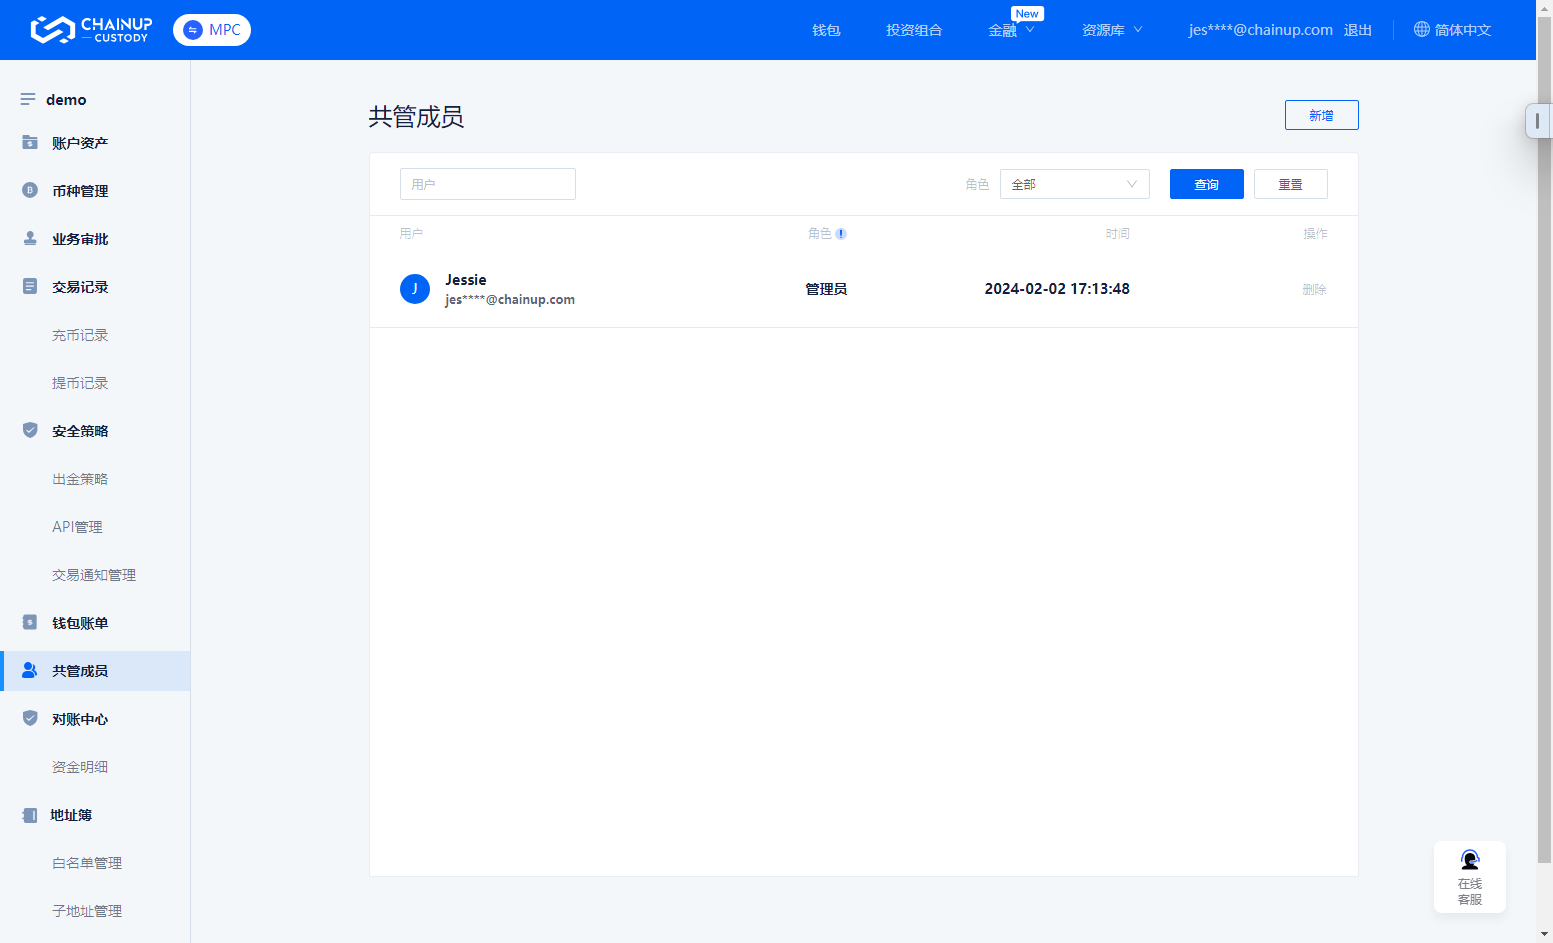 CHAINUP
CUSTODY
MPC
钱包
投资组合
金融
New
资源库
jes****@chainup.com
退出
简体中文
demo
账户资产
币种管理
业务审批
交易记录
充币记录
提币记录
安全策略
出金策略
API管理
交易通知管理
钱包账单
共管成员
对账中心
资金明细
地址簿
白名单管理
子地址管理
共管成员
新增
用户
角色
全部
查询
重置
用户
角色
时间
操作
J
Jessie
jes****@chainup.com
管理员
2024-02-02 17:13:48
删除
在线
客服